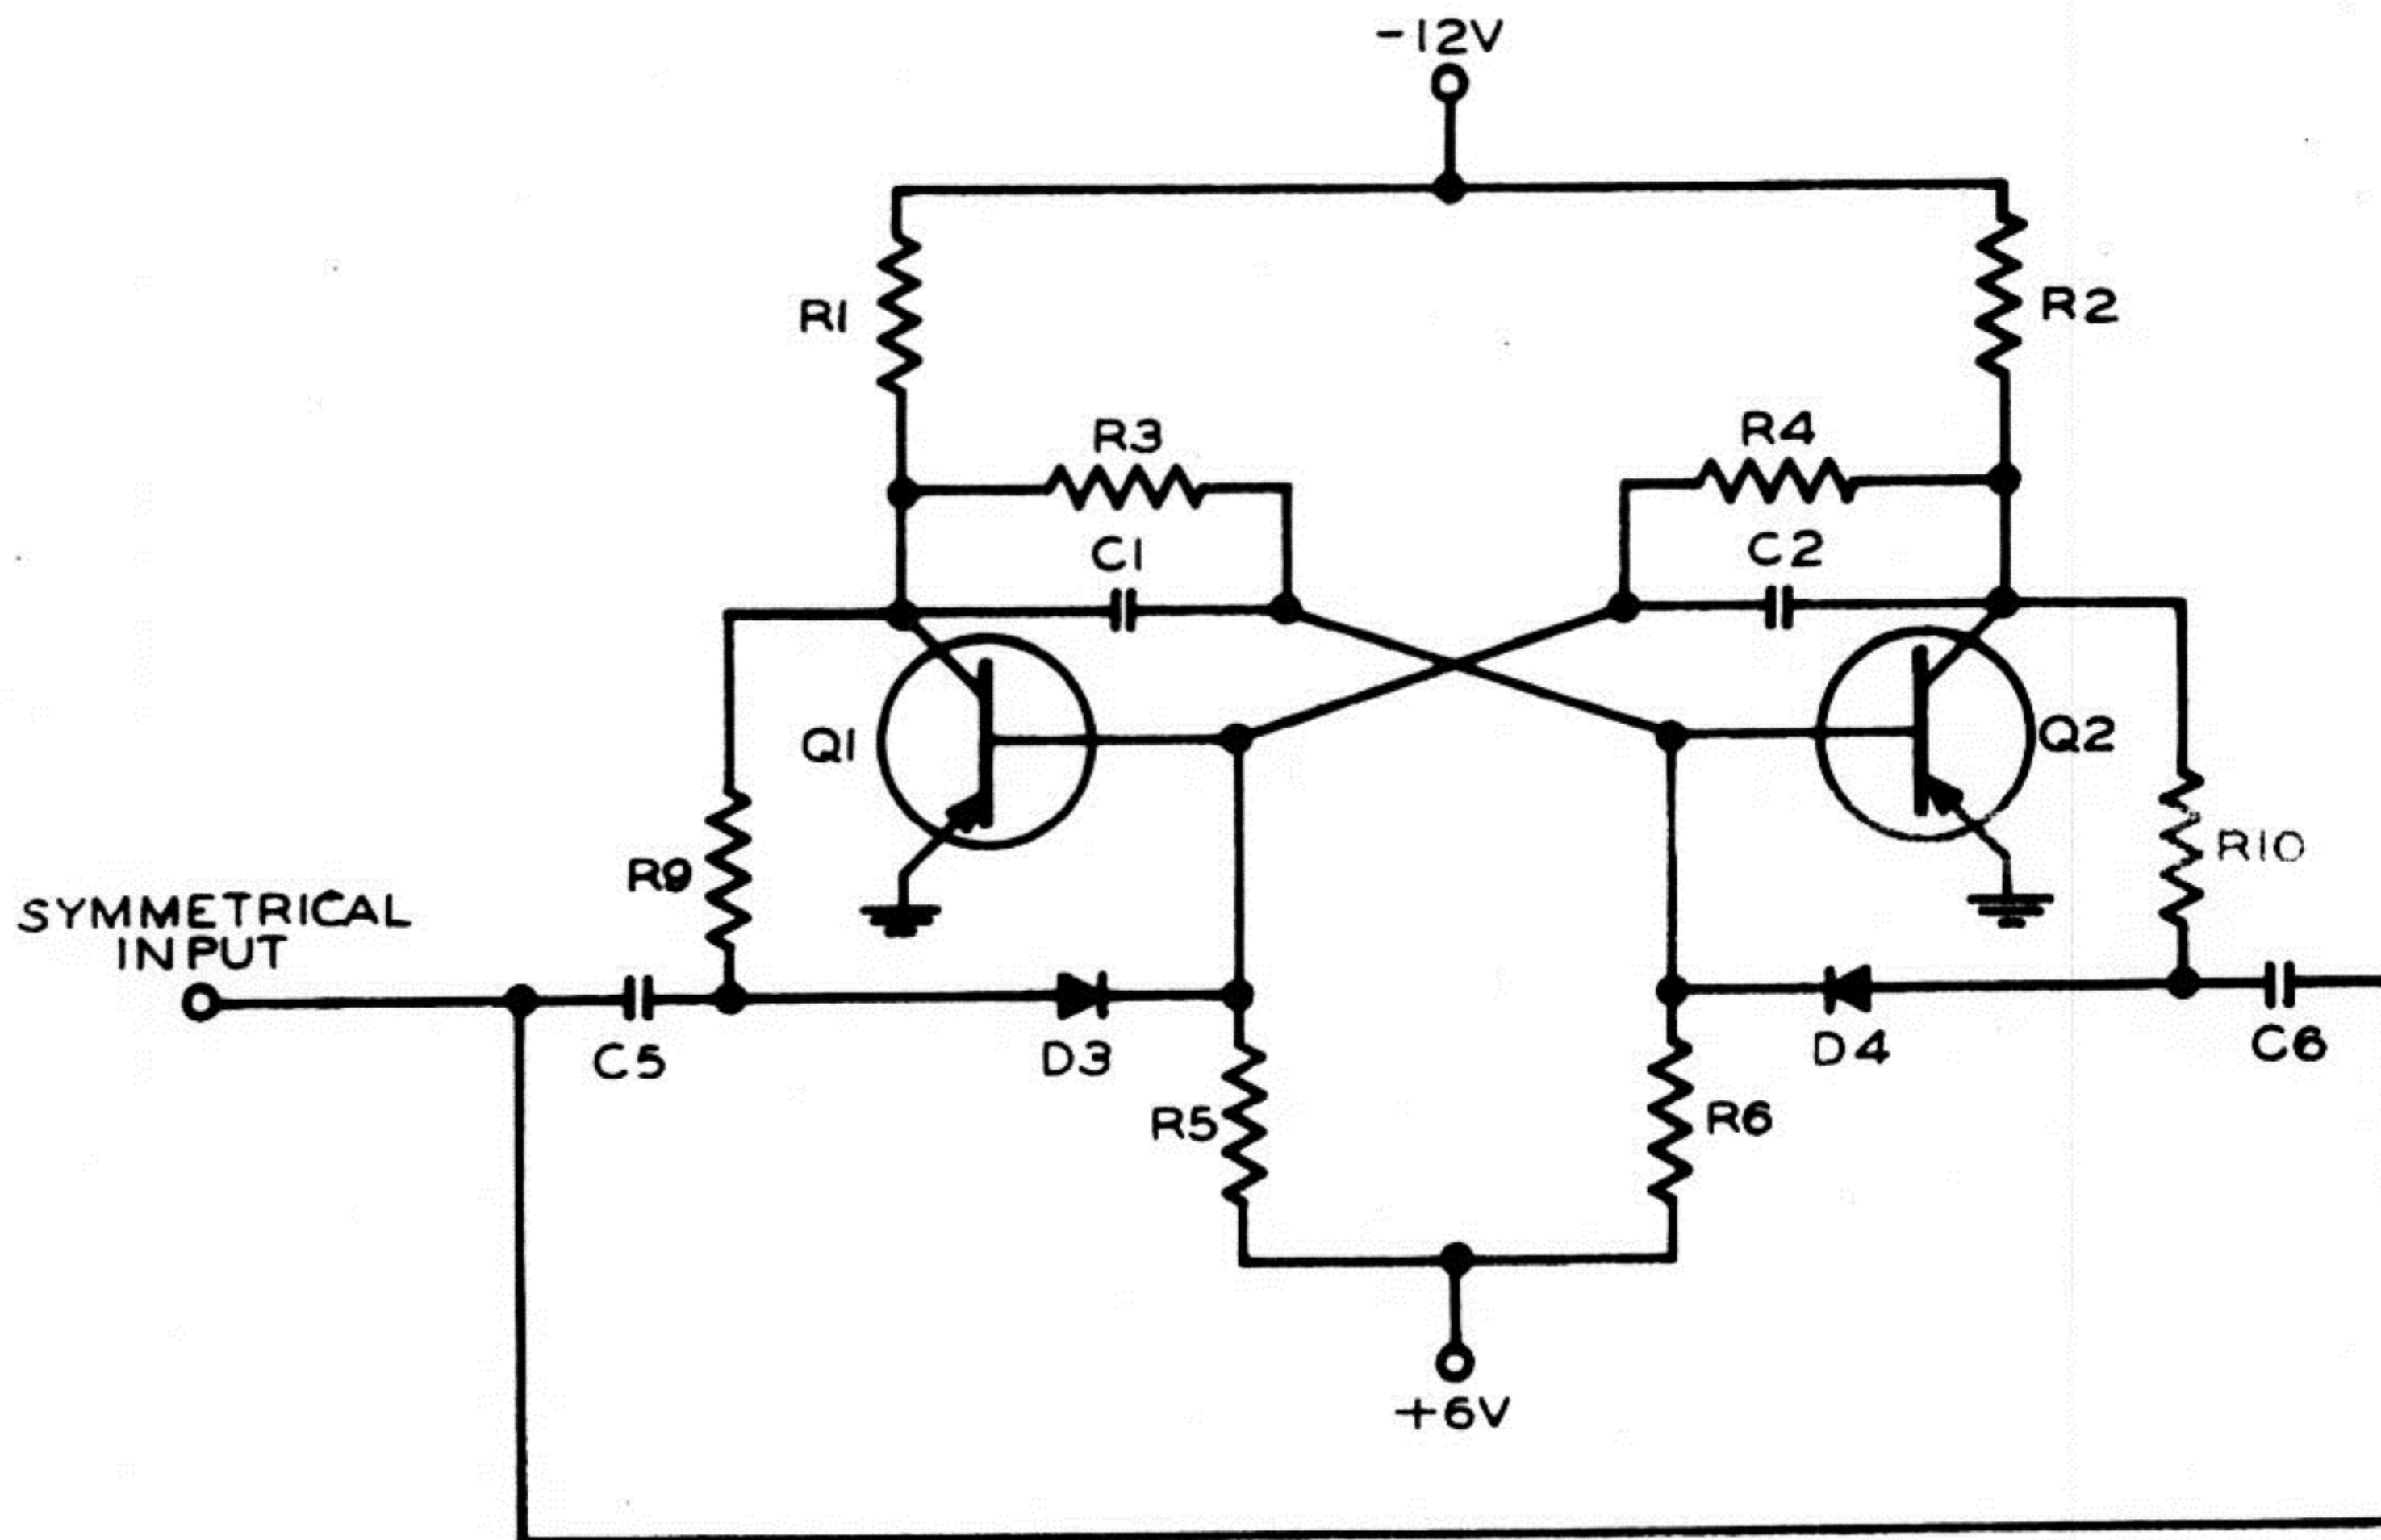 -12V
R1
R2
R3
R4
C1
C2
Q1
Q2
R9
R10
SYMMETRICAL
INPUT
C5
D3
D4
C6
R5
R6
+6V